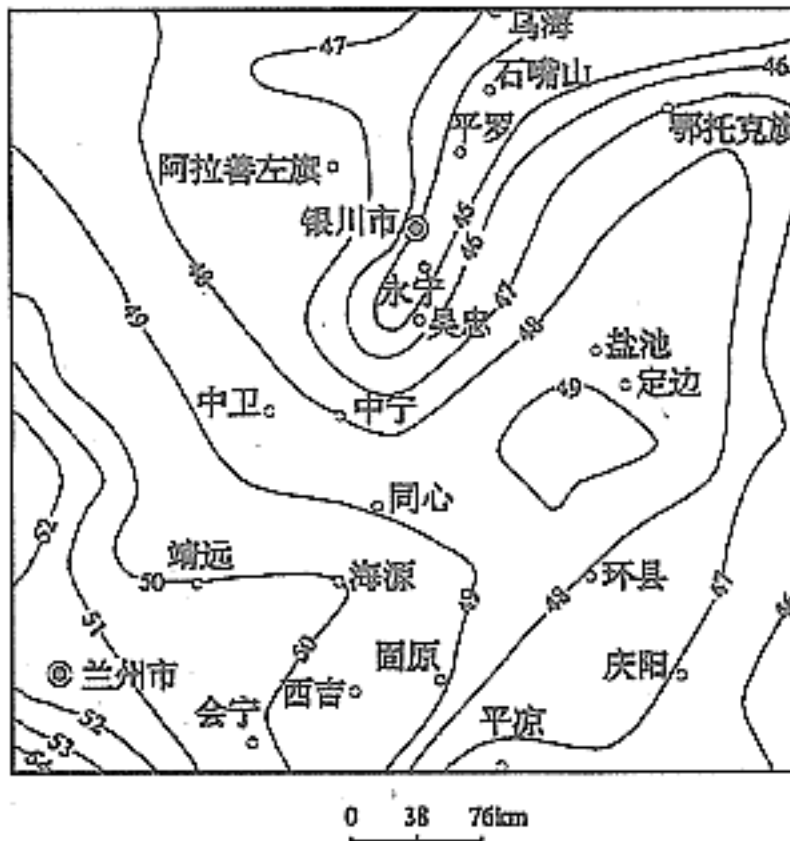 47
乌海
46
石嘴山
平罗
鄂托克旗
阿拉善左旗
银川市
45
46
48
永宁
47
49
吴忠
48
盐池
中卫
中宁
49
定边
同心
52
靖远
50
海源
49
48
环县
47
46
51
50
固原
庆阳
兰州市
西吉
52
会宁
平凉
53
54
0 38 76km